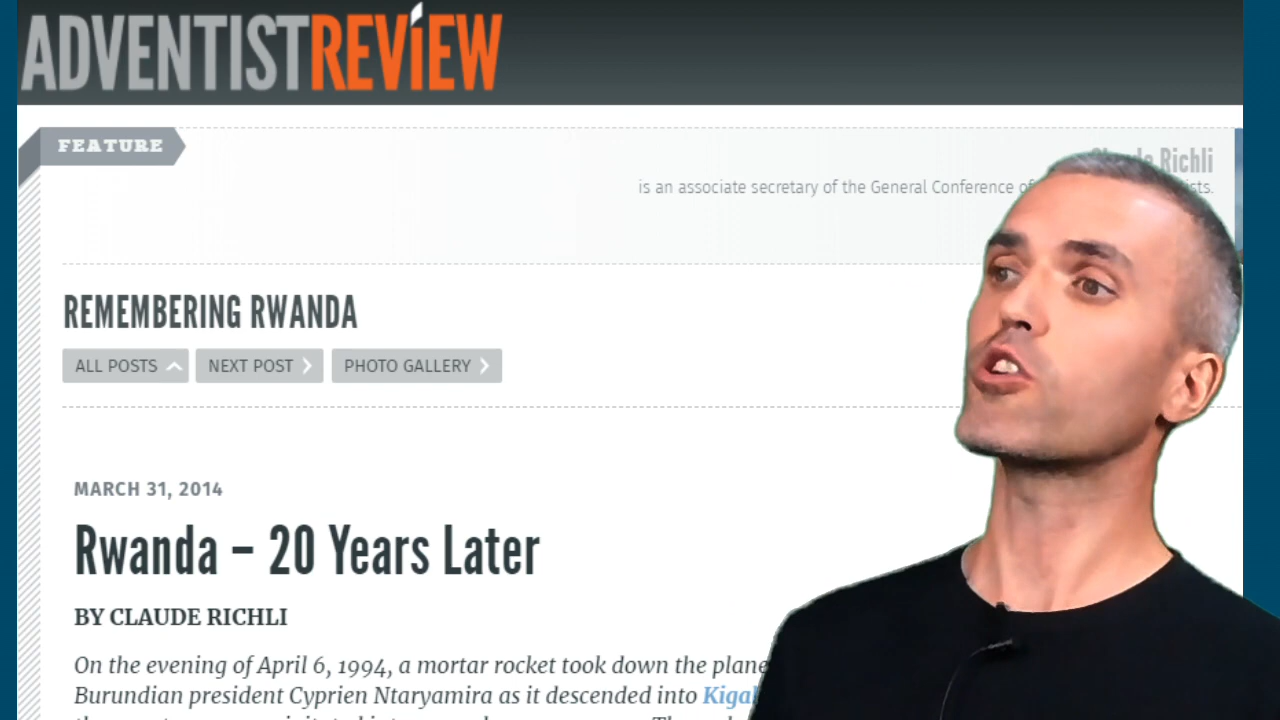 ADVENTISTREVIEW
FEATURE
Richli
is an associate secretary of the General Conference of
REMEMBERING RWANDA
ALL POSTS
NEXT POST
PHOTO GALLERY
MARCH 31, 2014
Rwanda – 20 Years Later
BY CLAUDE RICHLI
On the evening of April 6, 1994, a mortar rocket took down the plane
Burundian president Cyprien Ntaryamira as it descended into